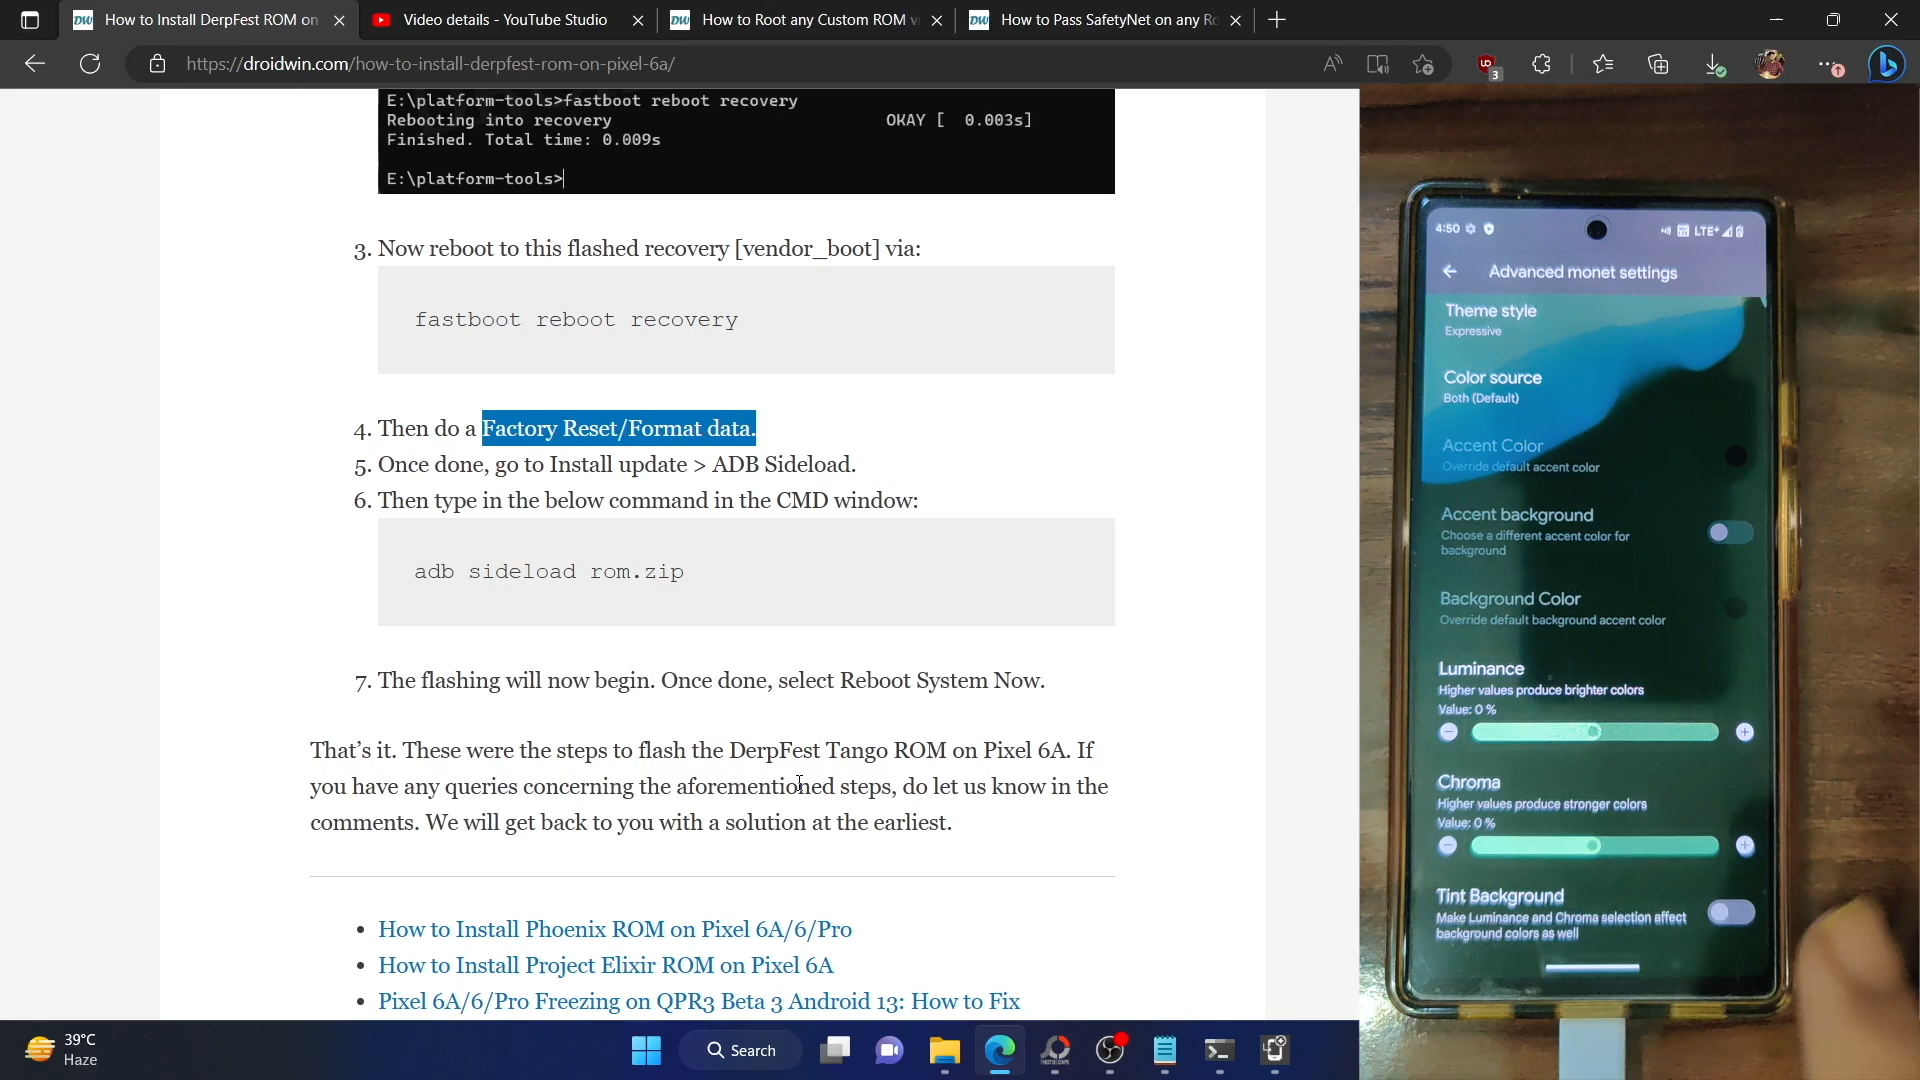 How to Install DerpFest ROM on
Video details - YouTube Studio
How to Root any Custom ROM vi
How to Pass SafetyNet on any Ro
https://droidwin.com/how-to-install-derpfest-rom-on-pixel-6a/
3
E:\platform-tools>fastboot reboot recovery
Rebooting into recovery OKAY [ 0.003s]
Finished. Total time: 0.009s
E:\platform-tools>
3. Now reboot to this flashed recovery [vendor_boot] via:
fastboot reboot recovery
4. Then do a Factory Reset/Format data.
5. Once done, go to Install update > ADB Sideload.
6. Then type in the below command in the CMD window:
adb sideload rom.zip
7. The flashing will now begin. Once done, select Reboot System Now.
That’s it. These were the steps to flash the DerpFest Tango ROM on Pixel 6A. If
you have any queries concerning the aforementioned steps, do let us know in the
comments. We will get back to you with a solution at the earliest.
• How to Install Phoenix ROM on Pixel 6A/6/Pro
• How to Install Project Elixir ROM on Pixel 6A
• Pixel 6A/6/Pro Freezing on QPR3 Beta 3 Android 13: How to Fix
4:50 LTE+
Advanced monet settings
Theme style
Expressive
Color source
Both (Default)
Accent Color
Override default accent color
Accent background
Choose a different accent color for
background
Background Color
Override default background accent color
Luminance
Higher values produce brighter colors
Value: 0 %
Chroma
Higher values produce stronger colors
Value: 0 %
Tint Background
Make Luminance and Chroma selection affect
background colors as well
39°C
Haze
Search